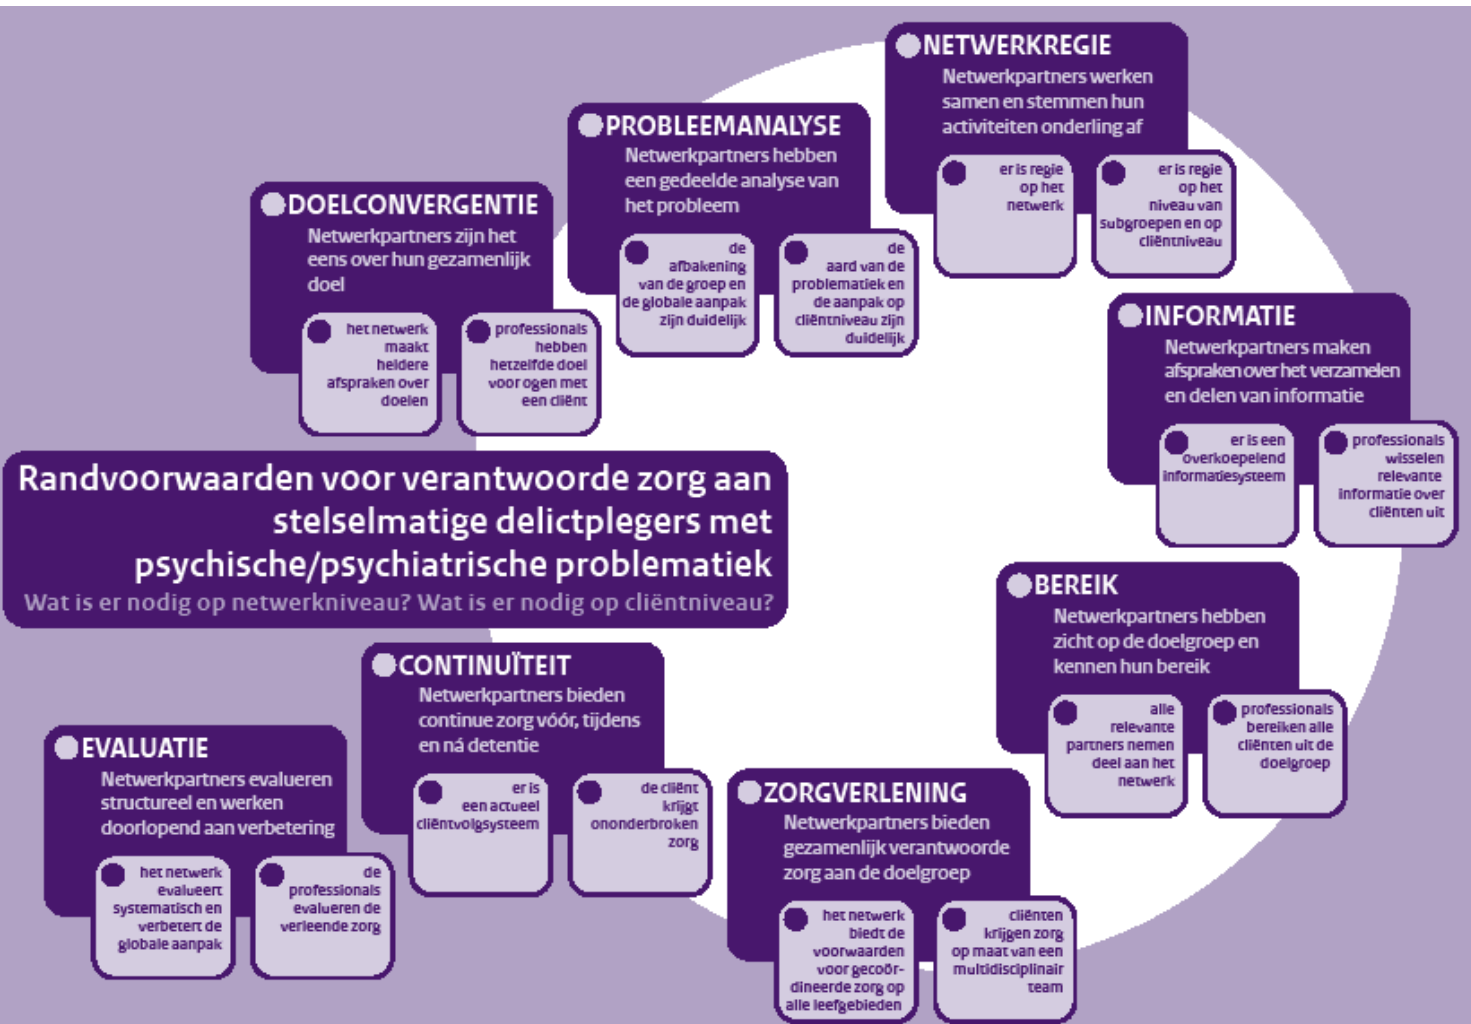 NETWERKREGIE
Netwerkpartners werken
samen en stemmen hun
activiteiten onderling af
er is regie
op het
netwerk
er is regie
op het
niveau van
subgroepen en op
cliëntniveau
PROBLEEMANALYSE
Netwerkpartners hebben
een gedeelde analyse van
het probleem
de
afbakening
van de groep en
de globale aanpak
zijn duidelijk
de
aard van de
problematiek en
de aanpak op
cliëntniveau zijn
duidelijk
DOELCONVERGENTIE
Netwerkpartners zijn het
eens over hun gezamenlijk
doel
het netwerk
maakt
heldere
afspraken over
doelen
professionals
hebben
hetzelfde doel
voor ogen met
een cliënt
INFORMATIE
Netwerkpartners maken
afspraken over het verzamelen
en delen van informatie
er is een
overkoepelend
informatiesysteem
professionals
wisselen
relevante
informatie over
cliënten uit
Randvoorwaarden voor verantwoorde zorg aan
stelselmatige delictplegers met
psychische/psychiatrische problematiek
Wat is er nodig op netwerkniveau? Wat is er nodig op cliëntniveau?
BEREIK
Netwerkpartners hebben
zicht op de doelgroep en
kennen hun bereik
alle
relevante
partners nemen
deel aan het
netwerk
professionals
bereiken alle
cliënten uit de
doelgroep
CONTINUÏTEIT
Netwerkpartners bieden
continue zorg vóór, tijdens
en ná detentie
er is
een actueel
cliëntvolgsysteem
de cliënt
krijgt
ononderbroken
zorg
EVALUATIE
Netwerkpartners evalueren
structureel en werken
doorlopend aan verbetering
het netwerk
evalueert
systematisch en
verbetert de
globale aanpak
de
professionals
evalueren de
verleende zorg
ZORGVERLENING
Netwerkpartners bieden
gezamenlijk verantwoorde
zorg aan de doelgroep
het netwerk
biedt de
voorwaarden
voor gecoör-
dineerde zorg op
alle leefgebieden
cliënten
krijgen zorg
op maat van een
multidisciplinair
team